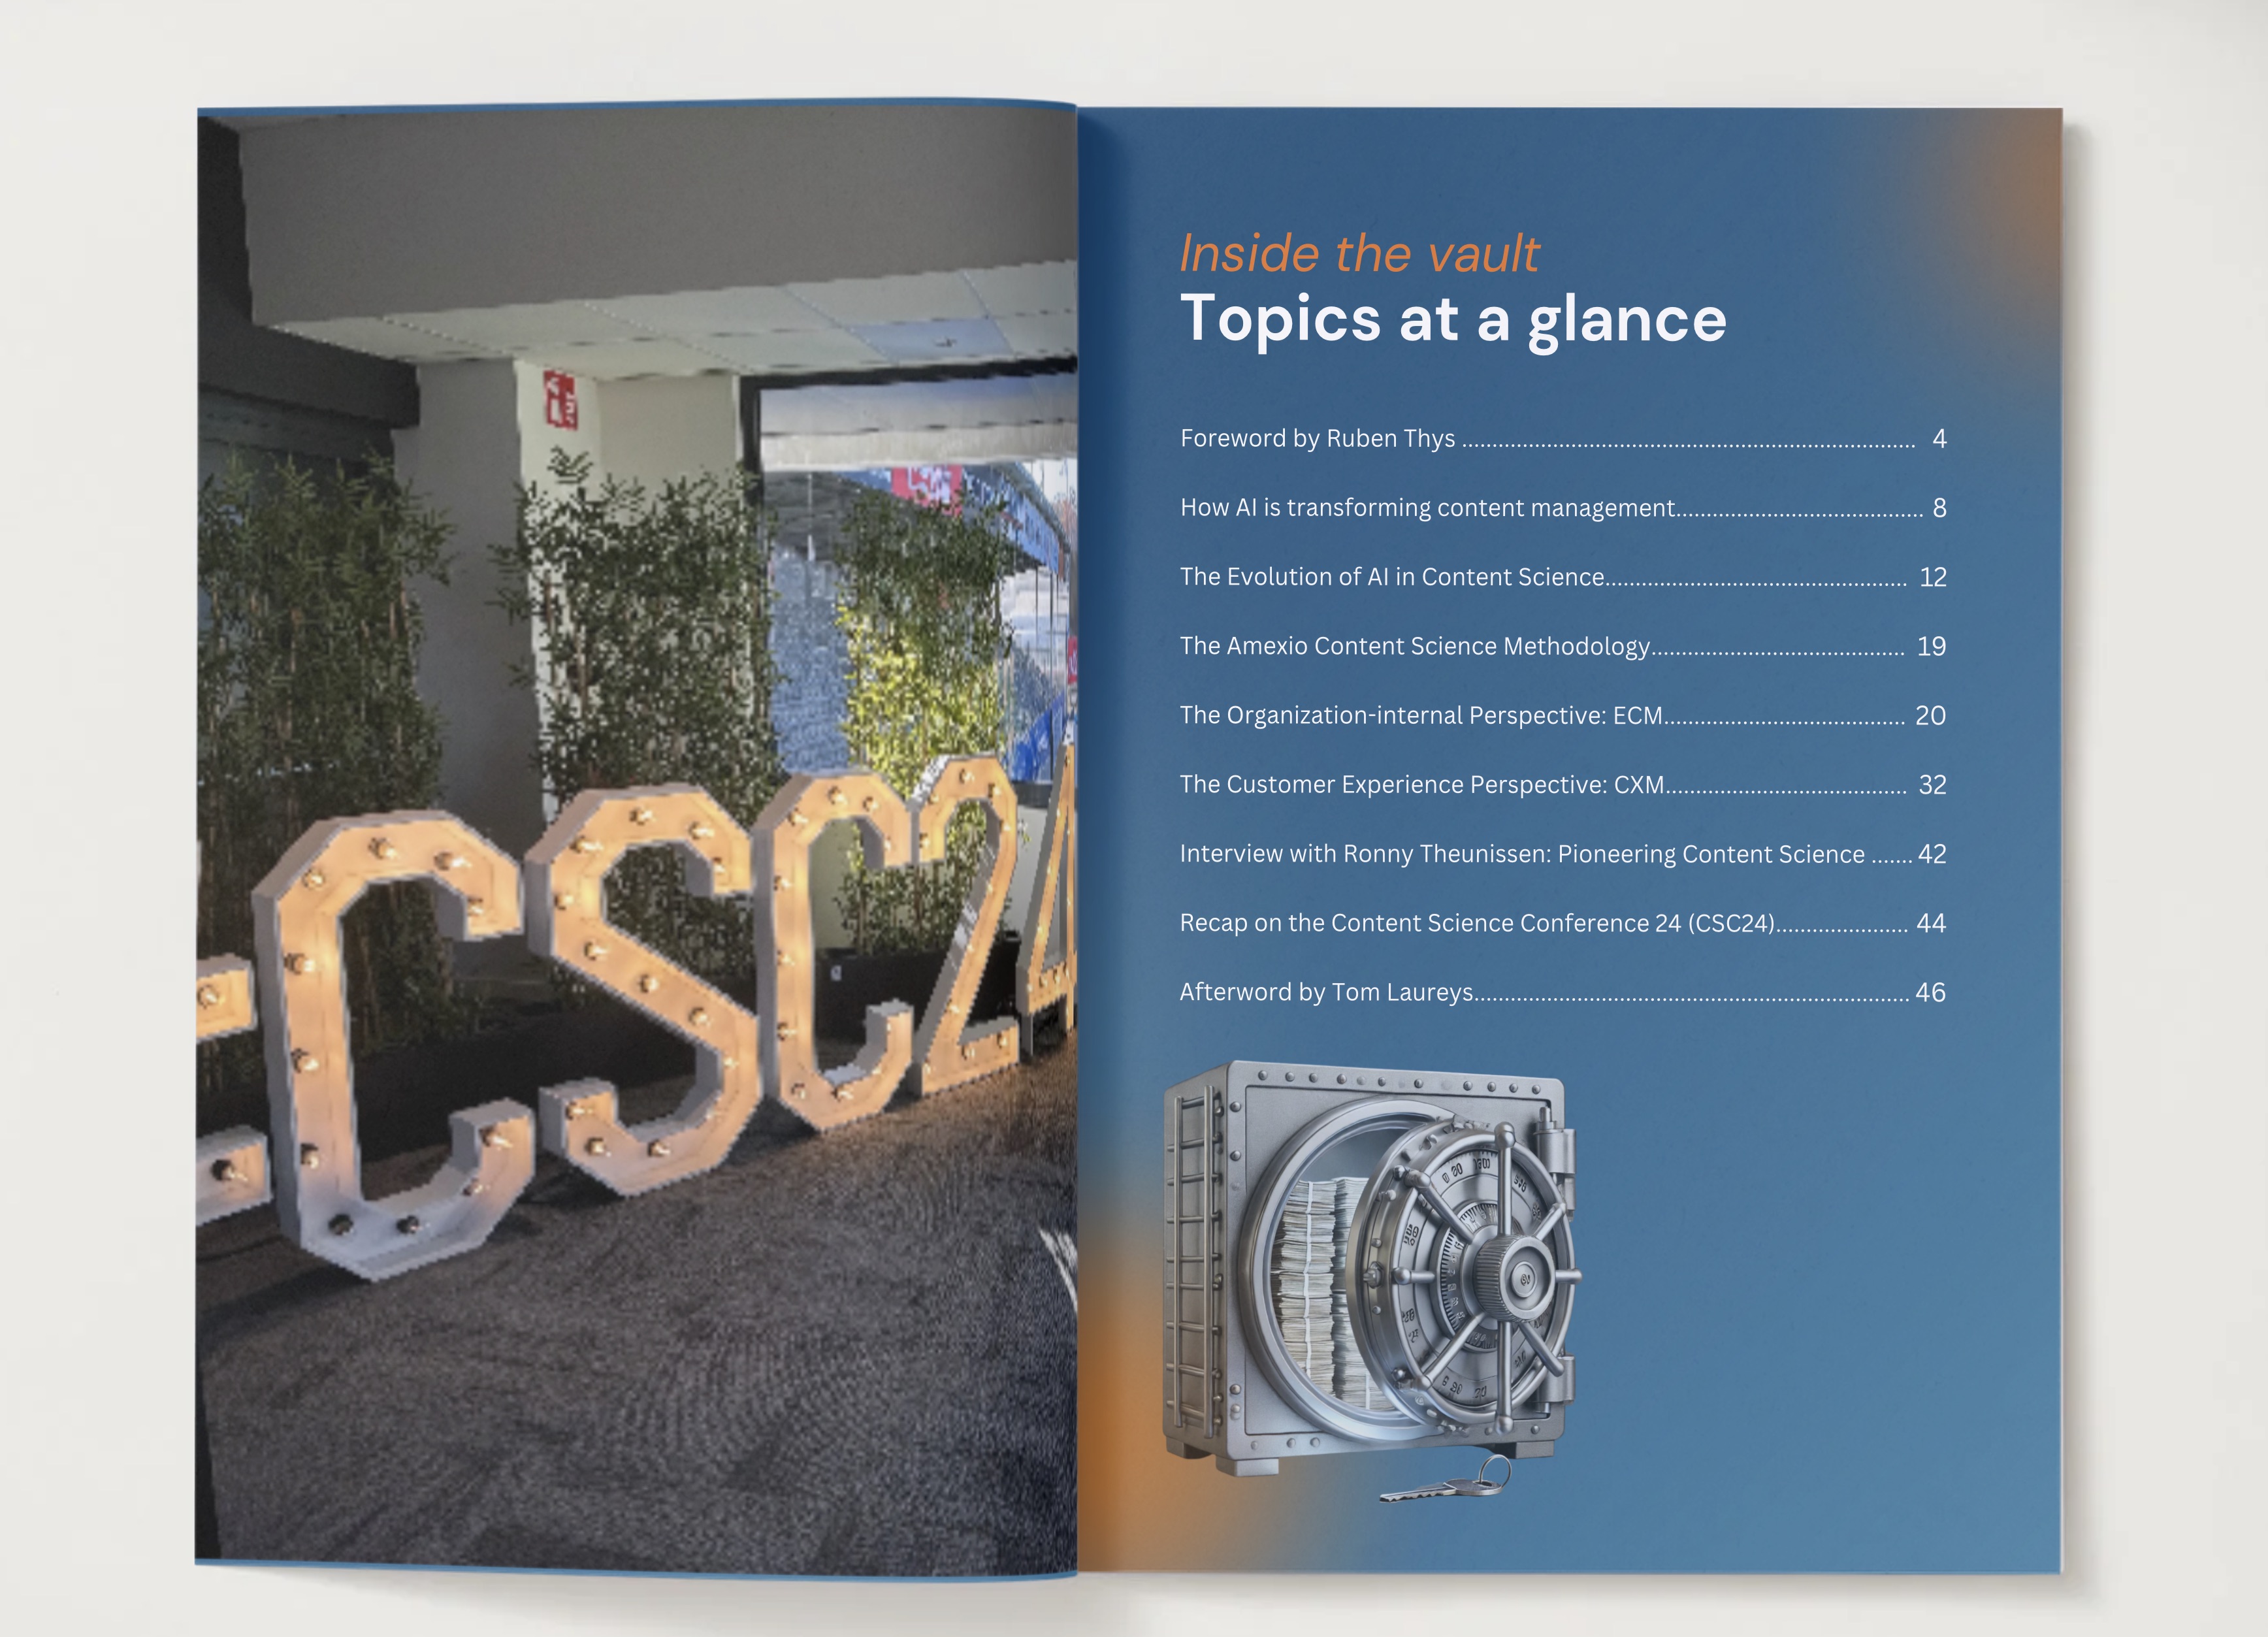 CSC24
Inside the vault
Topics at a glance
Foreword by Ruben Thys ........................................................................... 4
How AI is transforming content management......................................... 8
The Evolution of AI in Content Science.................................................. 12
The Amexio Content Science Methodology.......................................... 19
The Organization-internal Perspective: ECM........................................ 20
The Customer Experience Perspective: CXM........................................ 32
Interview with Ronny Theunissen: Pioneering Content Science ....... 42
Recap on the Content Science Conference 24 (CSC24)...................... 44
Afterword by Tom Laureys........................................................................ 46